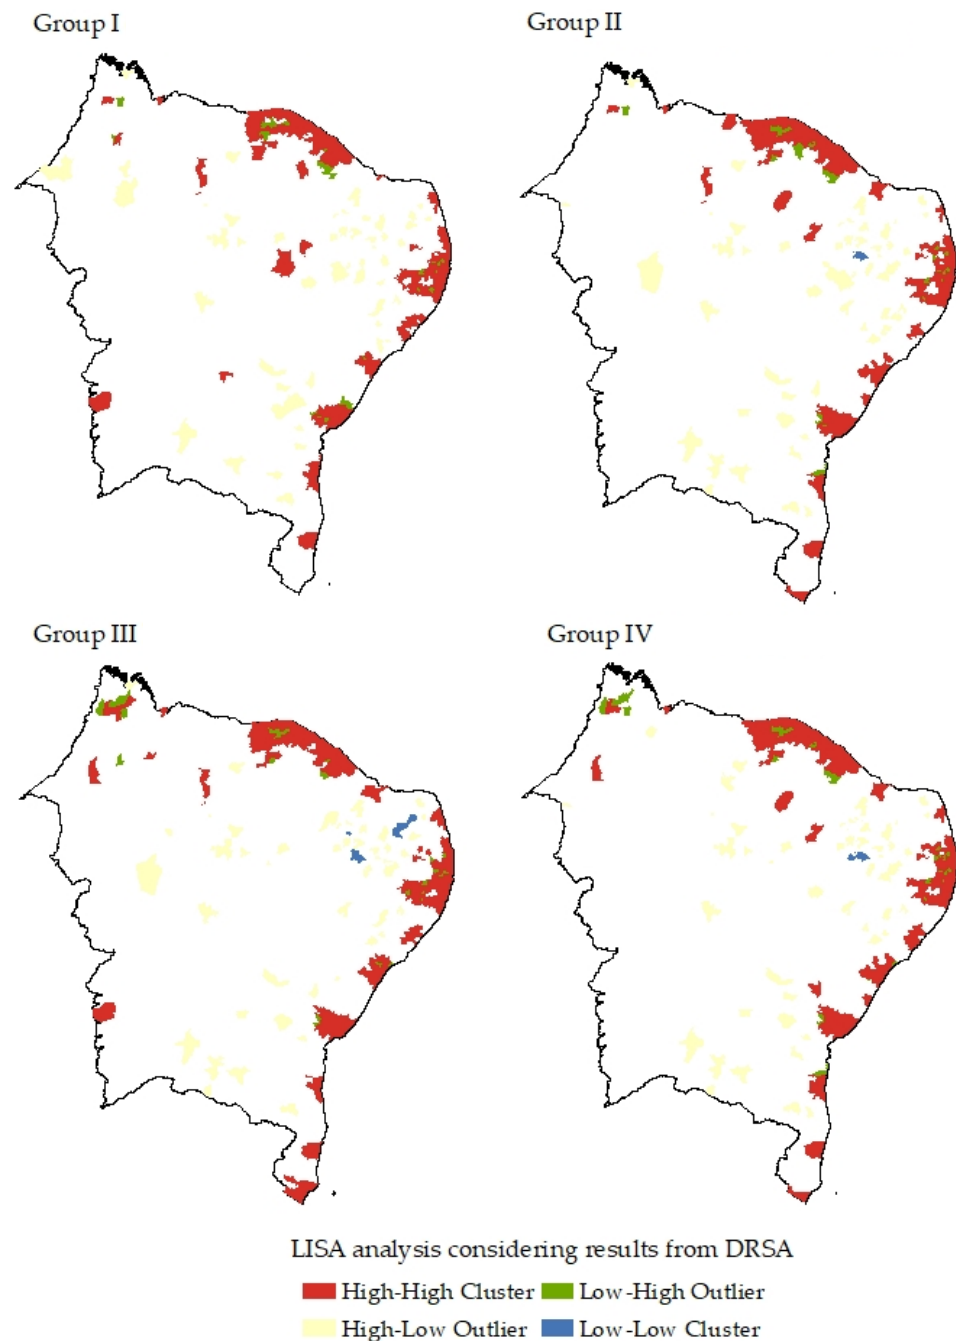 Group I
Group II
Group III
Group IV
LISA analysis considering results from DRSA
High-High Cluster
Low-High Outlier
High-Low Outlier
Low-Low Cluster